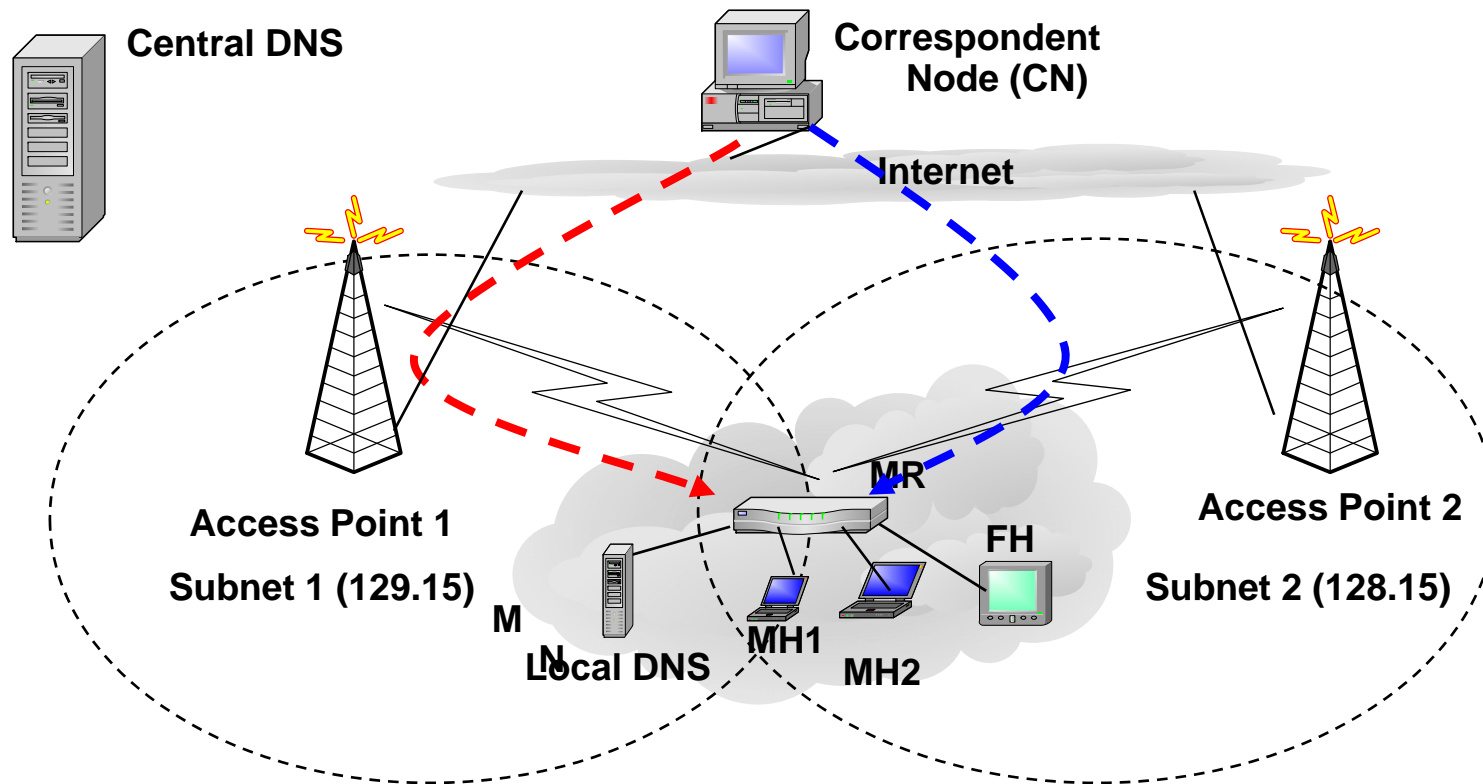 Central DNS
Correspondent
Node (CN)
Internet
MR
Access Point 1
Access Point 2
FH
Subnet 1 (129.15)
Subnet 2 (128.15)
M
N
MH1
Local DNS
MH2